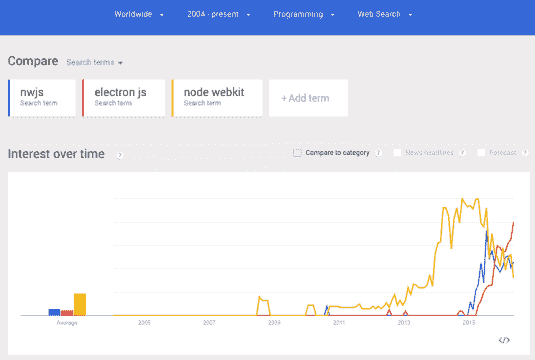 Worldwide 2004 - present Programming Web Search
Compare Search terms
nwjs electron js node webkit + Add term
Search term Search term Search term
Interest over time ? Compare to category ? News headlines ? Forecast ?
Average 2005 2007 2009 2011 2013 2015
</>